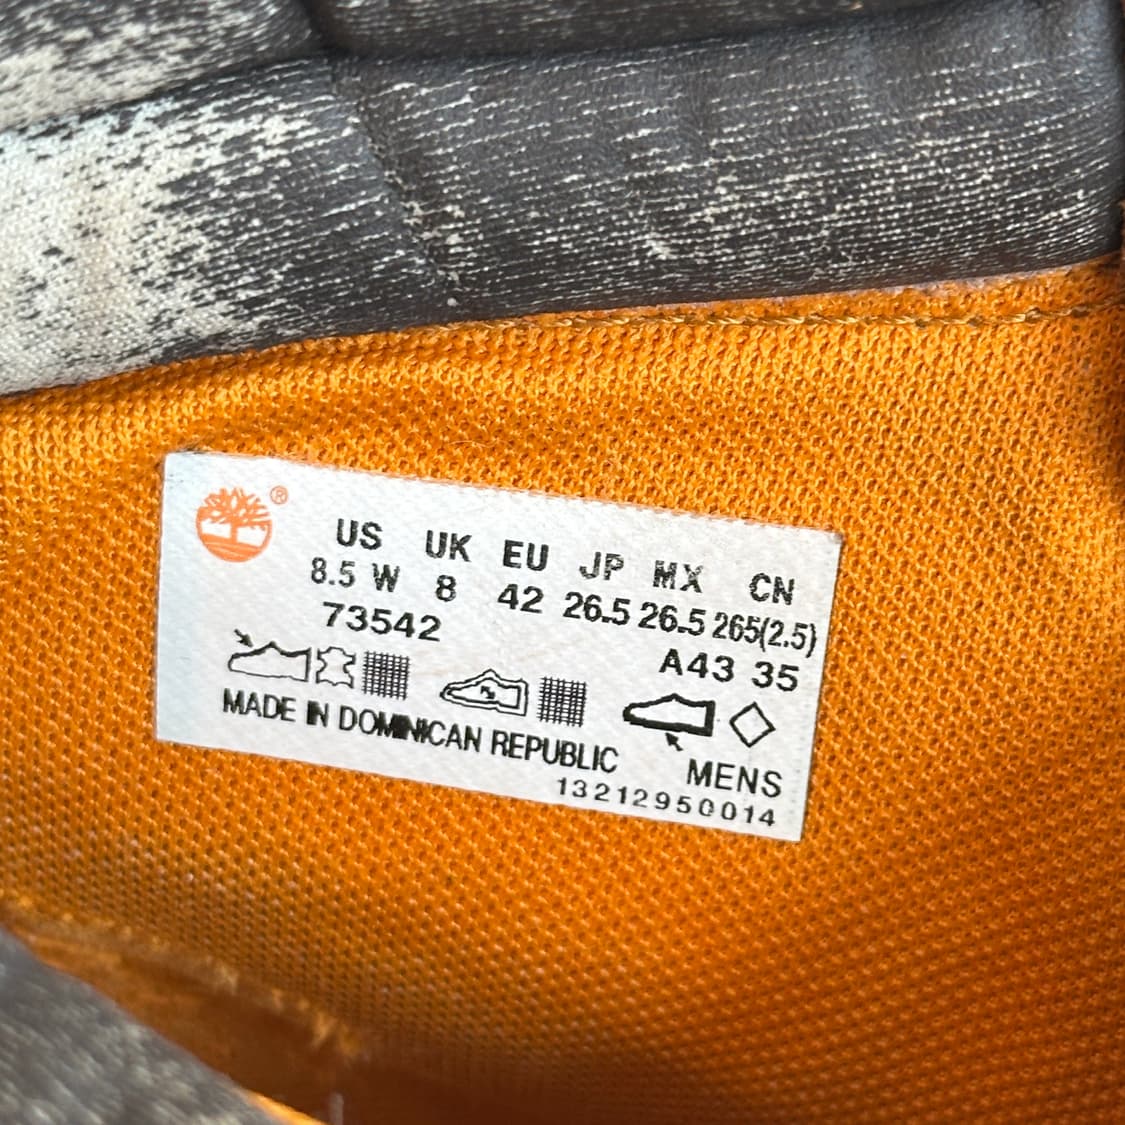 ®
US UK EU JP MX CN
8.5 W 8 42 26.5 26.5 265(2.5)
73542 A43 35
MADE IN DOMINICAN REPUBLIC MENS
13212950014